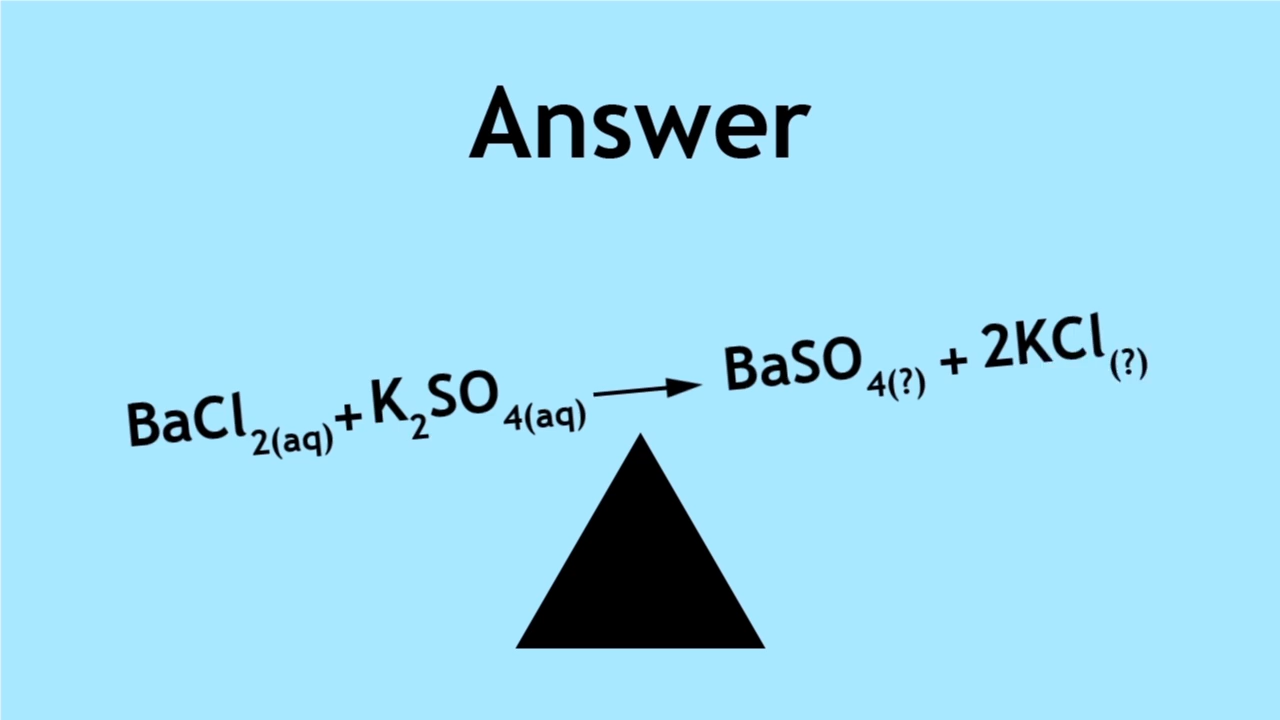 Answer
BaCl2(aq)+K2SO4(aq) → BaSO4(?) + 2KCl(?)